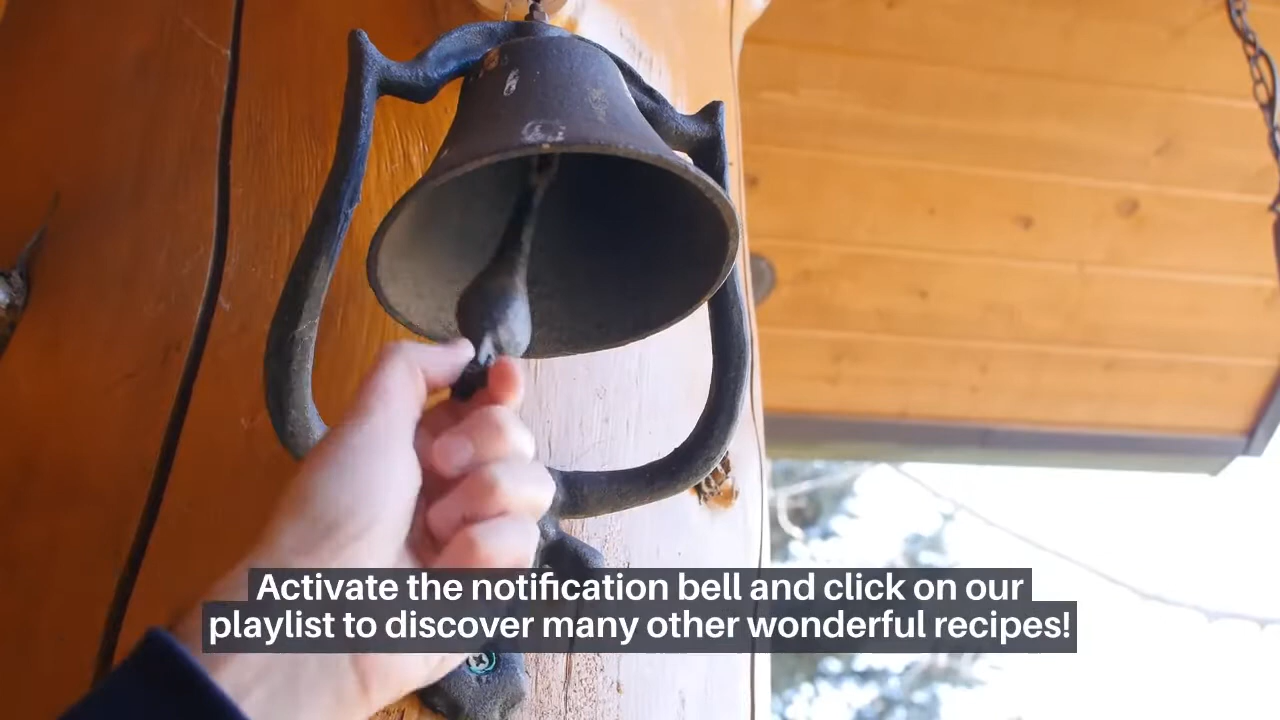 Activate the notification bell and click on our
playlist to discover many other wonderful recipes!